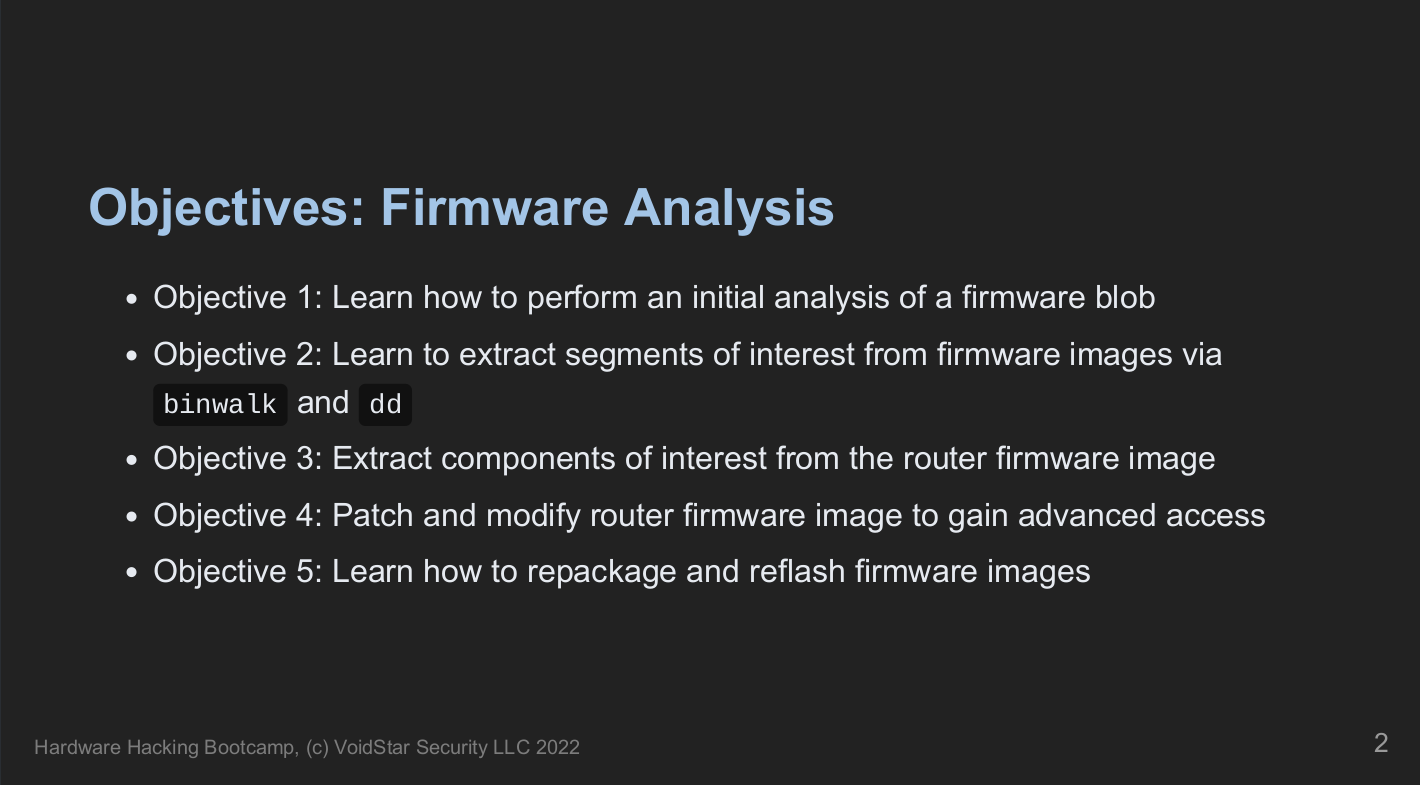 Objectives: Firmware Analysis
• Objective 1: Learn how to perform an initial analysis of a firmware blob
• Objective 2: Learn to extract segments of interest from firmware images via
binwalk and dd
• Objective 3: Extract components of interest from the router firmware image
• Objective 4: Patch and modify router firmware image to gain advanced access
• Objective 5: Learn how to repackage and reflash firmware images
Hardware Hacking Bootcamp, (c) VoidStar Security LLC 2022
2